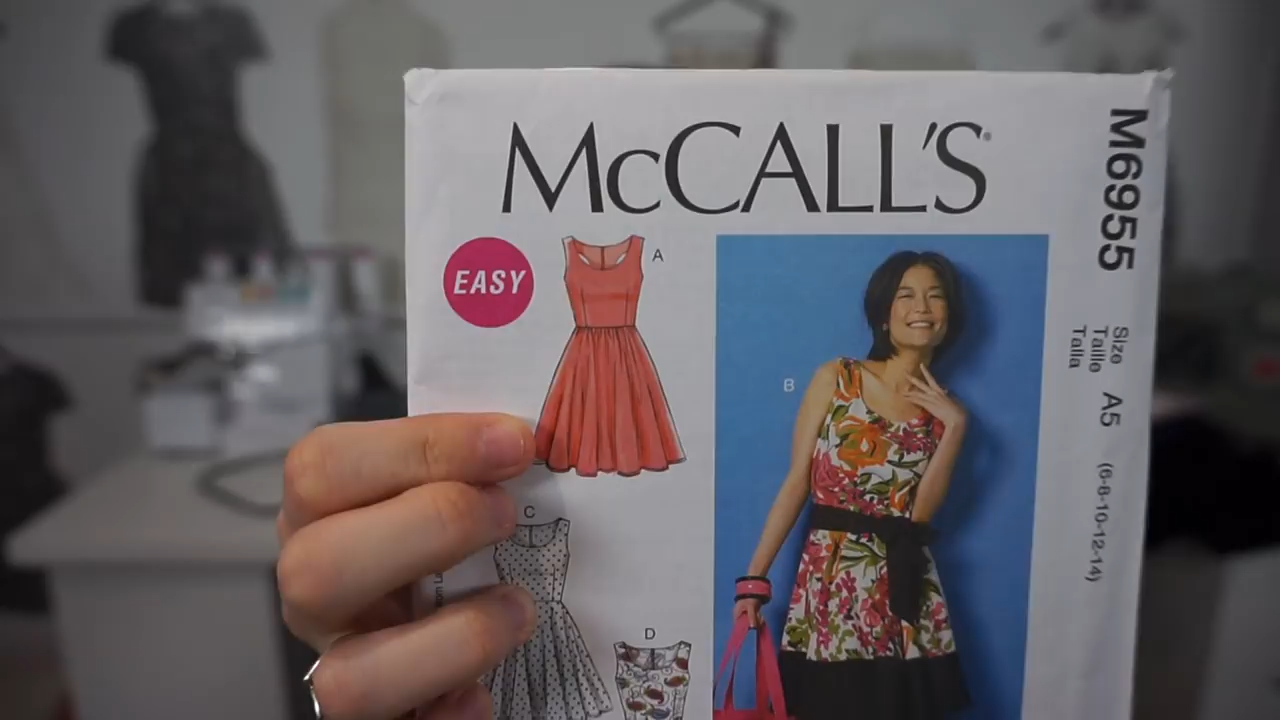 McCALL'S
M6955
EASY
A
B
C
D
Size
Taille
Talla
A5
(6-8-10-12-14)